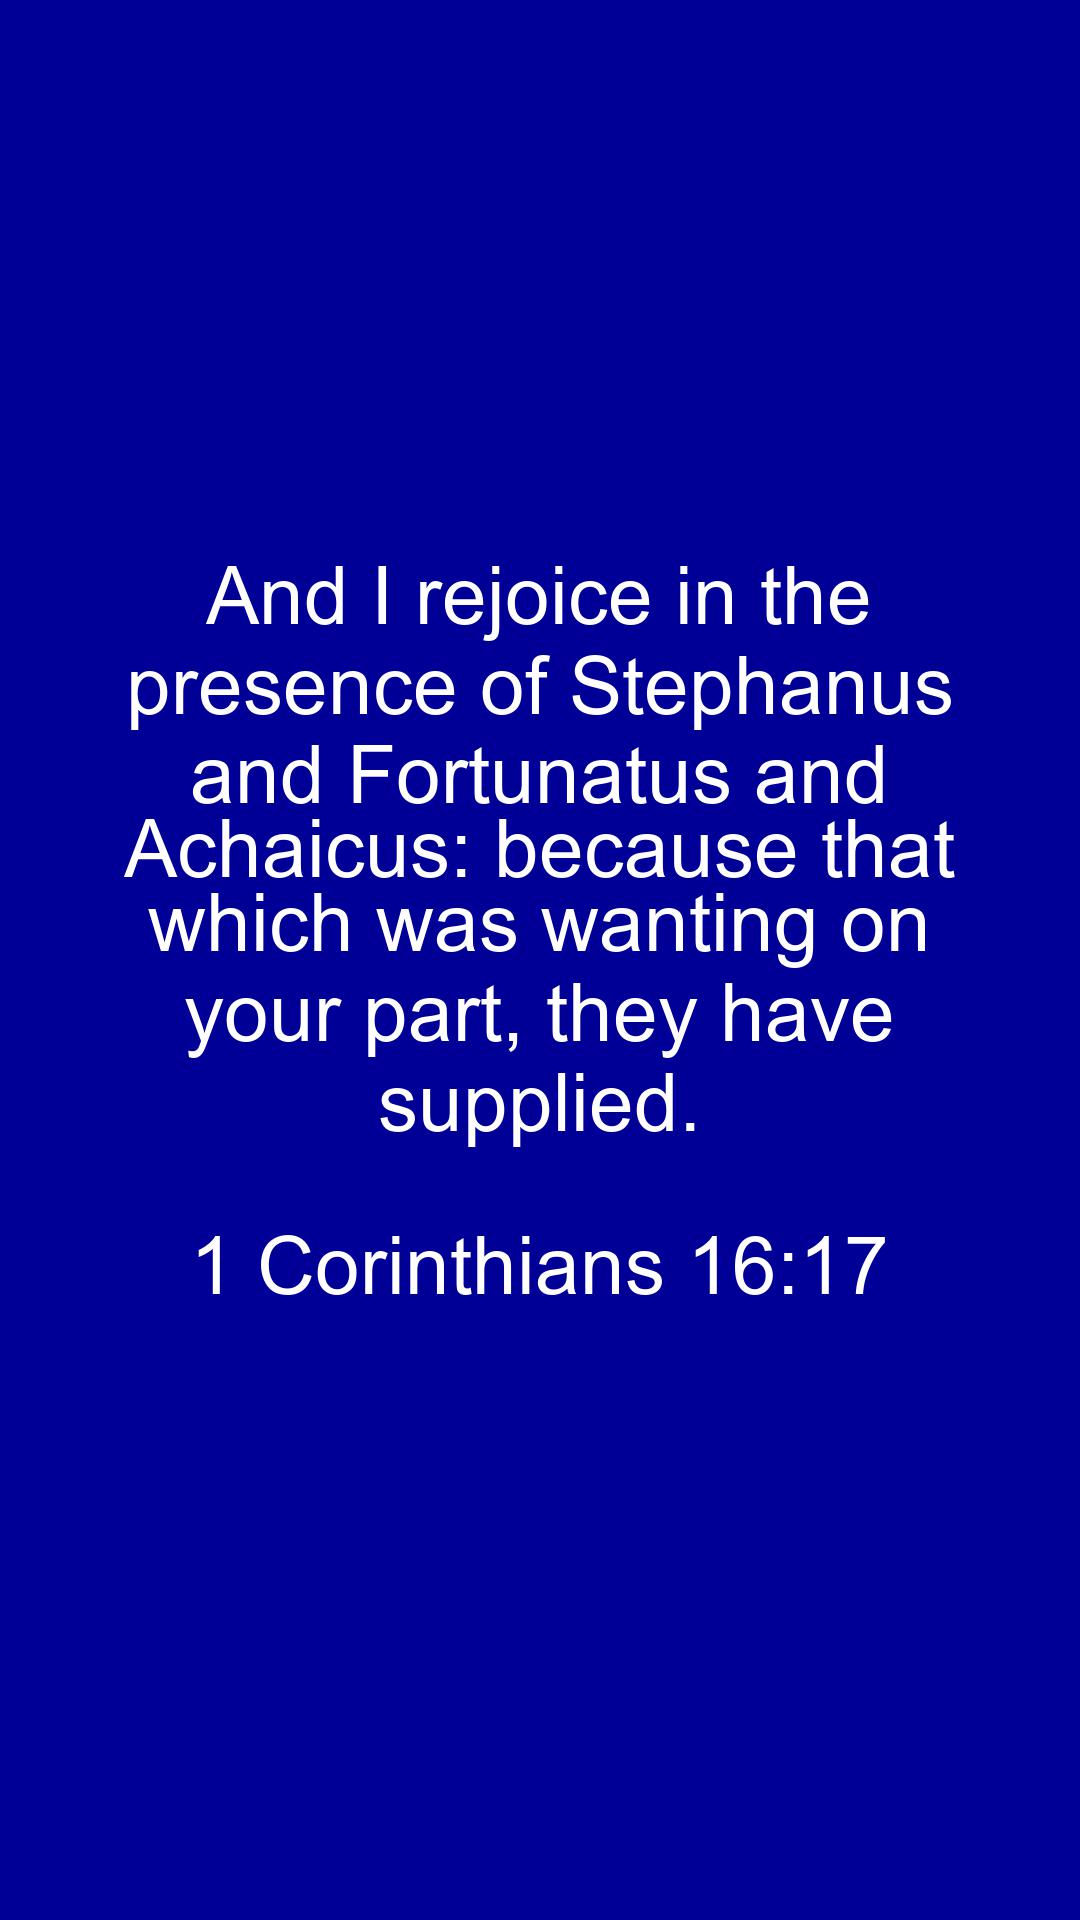 And I rejoice in the
presence of Stephanus
and Fortunatus and
Achaicus: because that
which was wanting on
your part, they have
supplied.
1 Corinthians 16:17